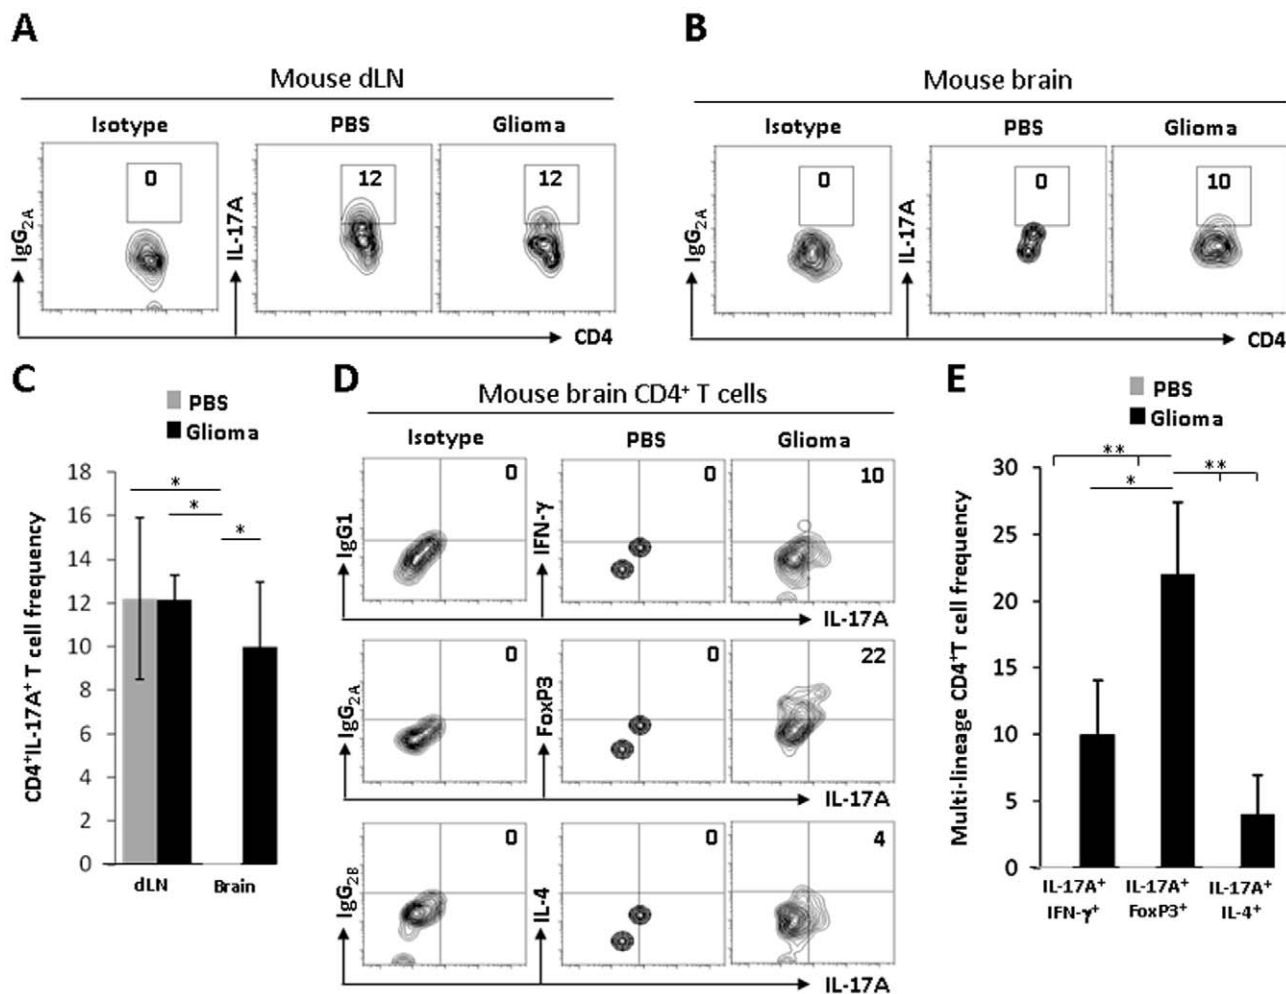 A
Mouse dLN
Isotype PBS Glioma
0 12 12
IgG2A
IL-17A
CD4
B
Mouse brain
Isotype PBS Glioma
0 0 10
IgG2A
IL-17A
CD4
C
PBS
Glioma
CD4+IL-17A+ T cell frequency
18
16
14
12
10
8
6
4
2
0
*
*
*
dLN Brain
D
Mouse brain CD4+ T cells
Isotype PBS Glioma
0 0 10
IgG1
IFN-γ
IL-17A
0 0 22
IgG2A
FoxP3
IL-17A
0 0 4
IgG2B
IL-4
IL-17A
E
PBS
Glioma
Multi-lineage CD4+T cell frequency
30
25
20
15
10
5
0
**
*
**
IL-17A+ IL-17A+ IL-17A+
IFN-γ+ FoxP3+ IL-4+